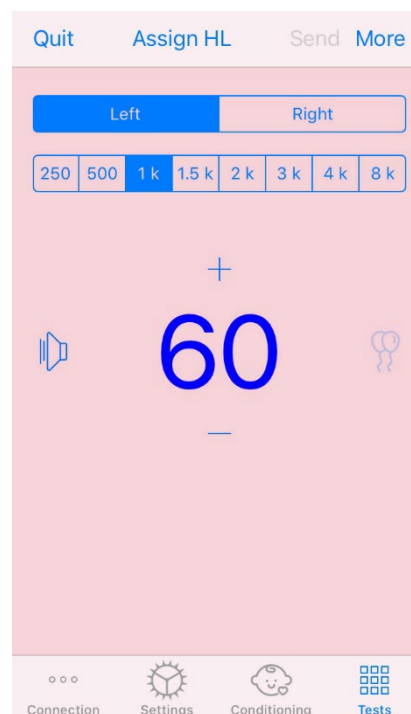 Quit Assign HL Send More
Left Right
250 500 1 k 1.5 k 2 k 3 k 4 k 8 k
+
60
—
Connection Settings Conditioning Tests